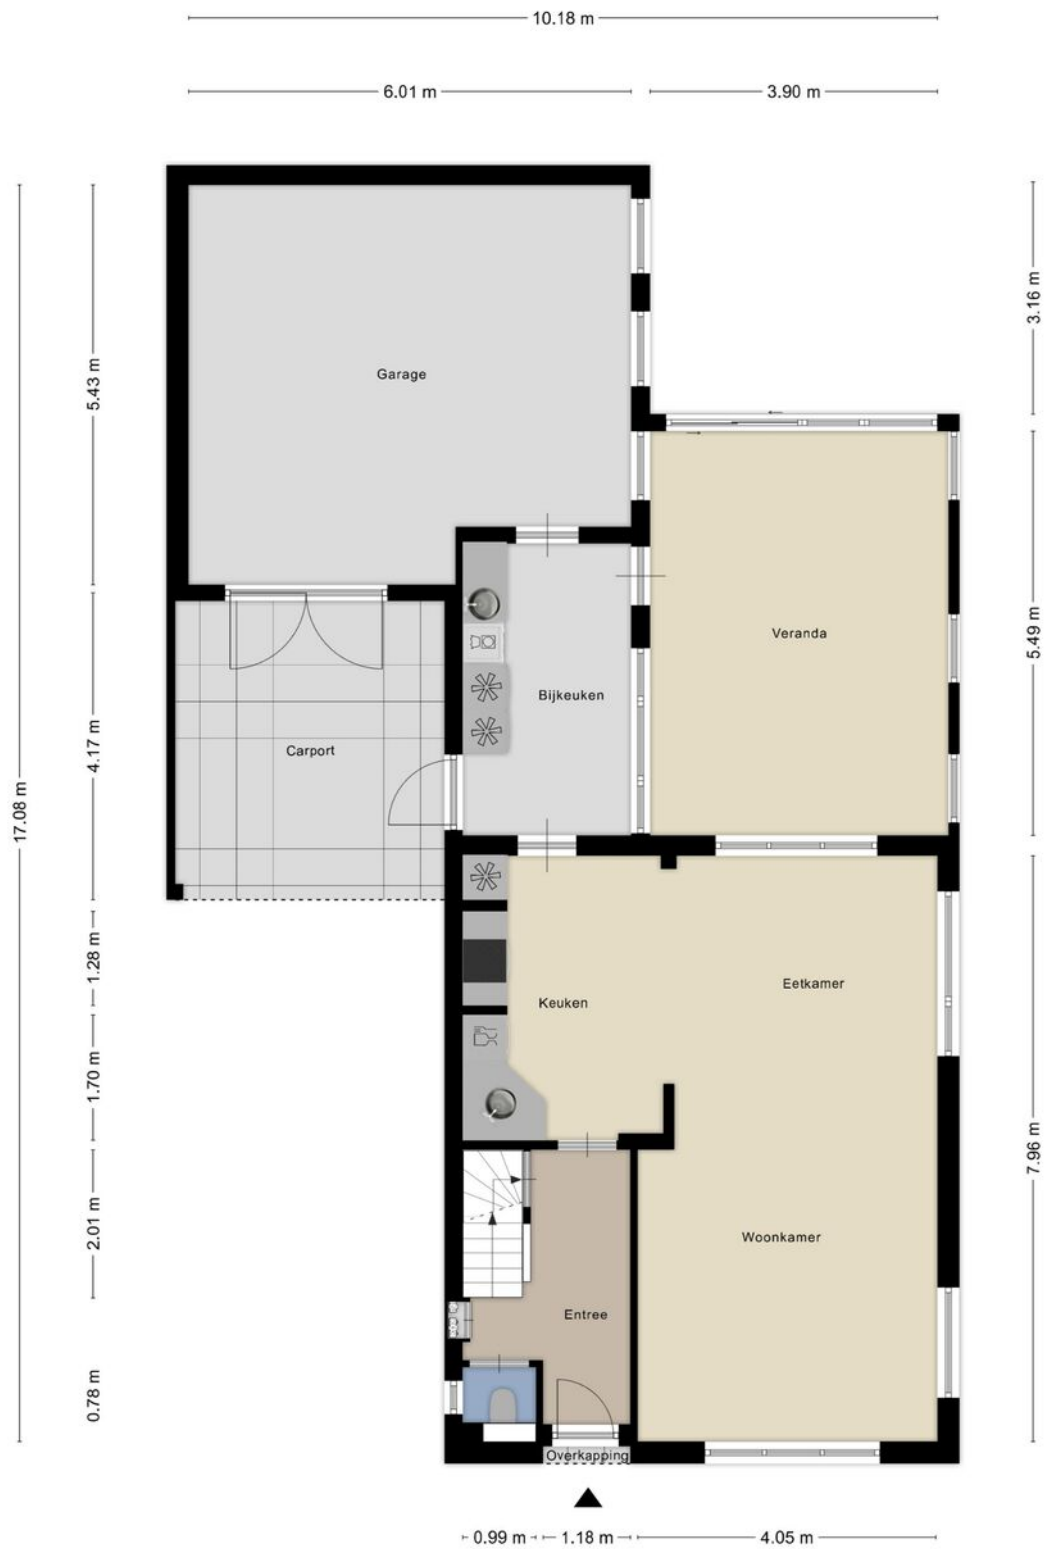 10.18 m
6.01 m
3.90 m
3.16 m
5.43 m
Garage
5.49 m
Veranda
Bijkeuken
4.17 m
Carport
17.08 m
1.28 m
Eetkamer
Keuken
1.70 m
7.96 m
2.01 m
Woonkamer
Entree
0.78 m
Overkapping
0.99 m
1.18 m
4.05 m